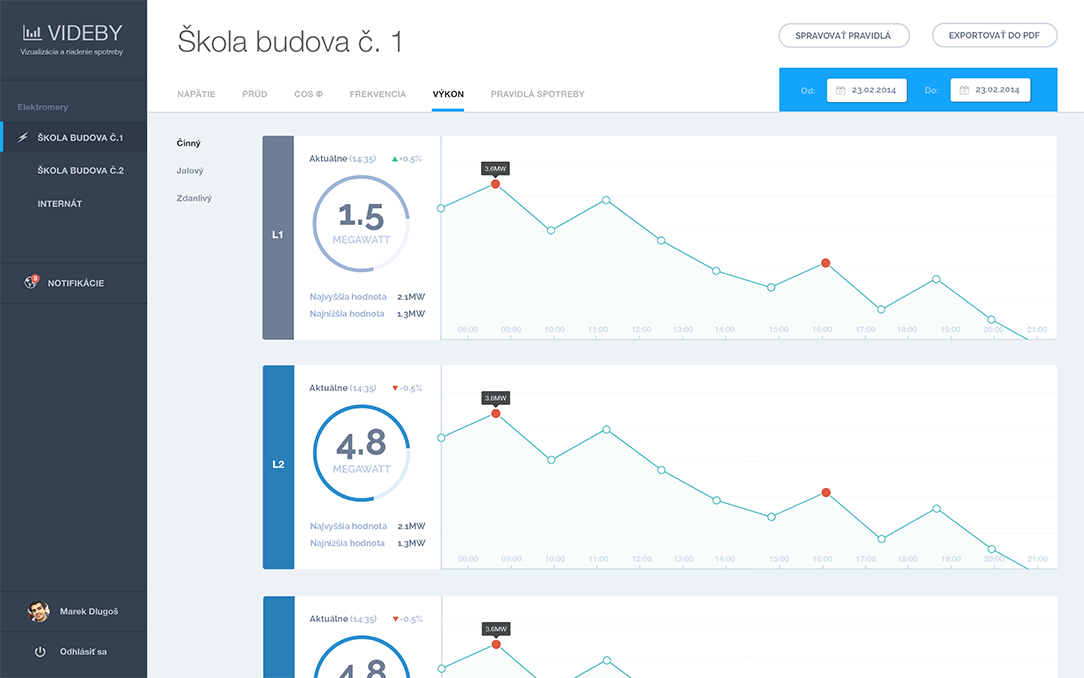 VIDEBY
Vizualizácia a riadenie spotreby
Elektromery
ŠKOLA BUDOVA Č.1
ŠKOLA BUDOVA Č.2
INTERNÁT
3
NOTIFIKÁCIE
Marek Dlugoš
Odhlásiť sa
Škola budova č. 1
SPRAVOVAŤ PRAVIDLÁ
EXPORTOVAŤ DO PDF
NAPÄTIE PRÚD COS Φ FREKVENCIA VÝKON PRAVIDLÁ SPOTREBY
Od: 23.02.2014 Do: 23.02.2014
Činný
Jalový
Zdanlivý
L1
Aktuálne (14:35) ▲+0.5%
1.5
MEGAWATT
Najvyššia hodnota 2.1MW
Najnižšia hodnota 1.3MW
3.6MW
08:00 09:00 10:00 11:00 12:00 13:00 14:00 15:00 16:00 17:00 18:00 19:00 20:00 21:00
L2
Aktuálne (14:35) ▼-0.5%
4.8
MEGAWATT
Najvyššia hodnota 2.1MW
Najnižšia hodnota 1.3MW
3.6MW
08:00 09:00 10:00 11:00 12:00 13:00 14:00 15:00 16:00 17:00 18:00 19:00 20:00 21:00
Aktuálne (14:35) ▼-0.5%
4.8
3.6MW